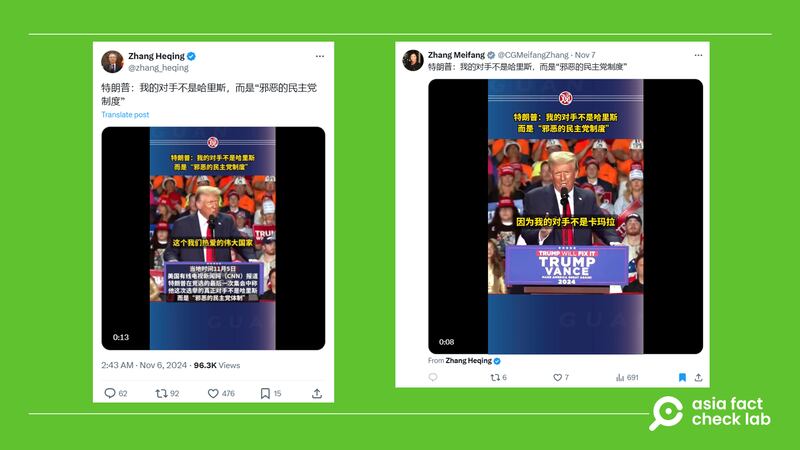 Zhang Heqing
@zhang_heqing
特朗普：我的对手不是哈里斯，而是“邪恶的民主党
制度”
Translate post
特朗普：我的对手不是哈里斯
而是“邪恶的民主党制度”
这个我们热爱的伟大国家
当地时间11月5日
美国有线电视新闻网（CNN）报道
特朗普在竞选的最后一次集会中称
他这次选举的真正对手不是哈里斯
而是“邪恶的民主党体制”
0:13
2:43 AM · Nov 6, 2024 · 96.3K Views
62
92
476
15
Zhang Meifang @CGMeifangZhang · Nov 7
特朗普：我的对手不是哈里斯，而是“邪恶的民主党制度”
特朗普：我的对手不是哈里斯
而是“邪恶的民主党制度”
因为我的对手不是卡玛拉
TRUMP WILL FIX IT
TRUMP
VANCE
MAKE AMERICA GREAT AGAIN!
2024
0:08
From Zhang Heqing
6
7
691
asia fact
check lab